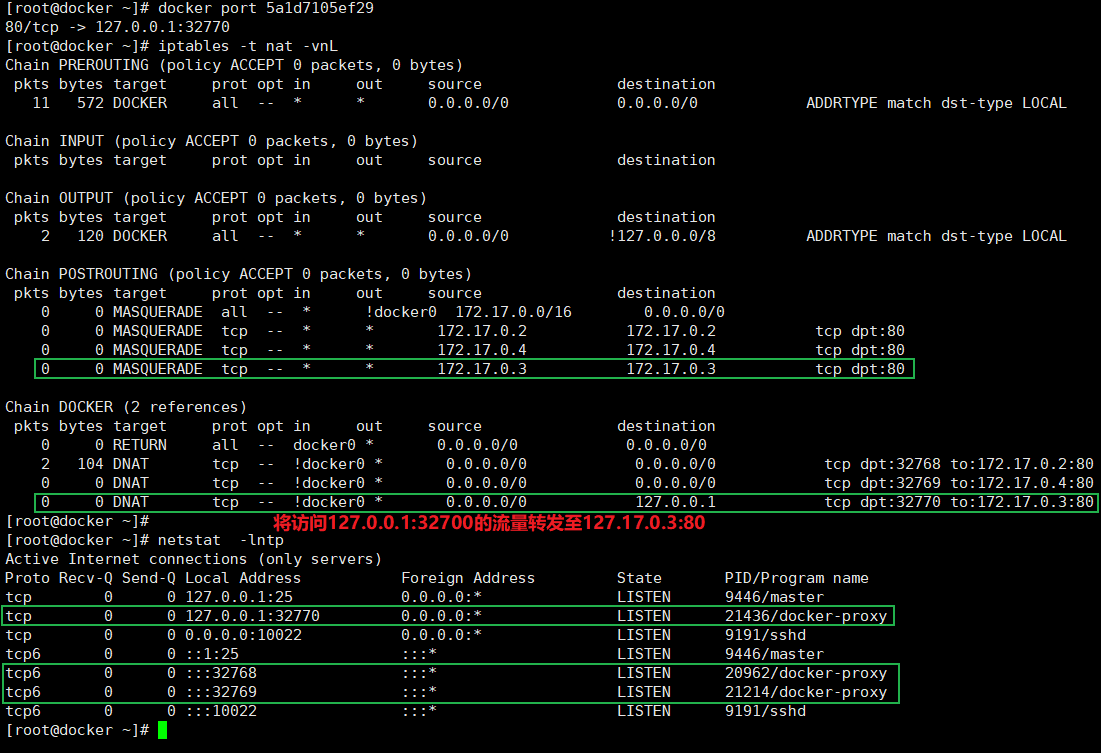 [root@docker ~]# docker port 5a1d7105ef29
80/tcp -> 127.0.0.1:32770
[root@docker ~]# iptables -t nat -vnL
Chain PREROUTING (policy ACCEPT 0 packets, 0 bytes)
 pkts bytes target     prot opt in     out     source               destination
   11   572 DOCKER     all  --  *      *       0.0.0.0/0            0.0.0.0/0            ADDRTYPE match dst-type LOCAL
Chain INPUT (policy ACCEPT 0 packets, 0 bytes)
 pkts bytes target     prot opt in     out     source               destination
Chain OUTPUT (policy ACCEPT 0 packets, 0 bytes)
 pkts bytes target     prot opt in     out     source               destination
    2   120 DOCKER     all  --  *      *       0.0.0.0/0           !127.0.0.0/8          ADDRTYPE match dst-type LOCAL
Chain POSTROUTING (policy ACCEPT 0 packets, 0 bytes)
 pkts bytes target     prot opt in     out     source               destination
    0     0 MASQUERADE  all  --  *      !docker0  172.17.0.0/16        0.0.0.0/0
    0     0 MASQUERADE  tcp  --  *      *       172.17.0.2           172.17.0.2           tcp dpt:80
    0     0 MASQUERADE  tcp  --  *      *       172.17.0.4           172.17.0.4           tcp dpt:80
    0     0 MASQUERADE  tcp  --  *      *       172.17.0.3           172.17.0.3           tcp dpt:80
Chain DOCKER (2 references)
 pkts bytes target     prot opt in     out     source               destination
    0     0 RETURN     all  --  docker0 *       0.0.0.0/0            0.0.0.0/0
    2   104 DNAT       tcp  --  !docker0 *       0.0.0.0/0            0.0.0.0/0            tcp dpt:32768 to:172.17.0.2:80
    0     0 DNAT       tcp  --  !docker0 *       0.0.0.0/0            0.0.0.0/0            tcp dpt:32769 to:172.17.0.4:80
    0     0 DNAT       tcp  --  !docker0 *       0.0.0.0/0            127.0.0.1            tcp dpt:32770 to:172.17.0.3:80
[root@docker ~]# 将访问127.0.0.1:32700的流量转发至127.17.0.3:80
[root@docker ~]# netstat  -lntp
Active Internet connections (only servers)
Proto Recv-Q Send-Q Local Address           Foreign Address         State       PID/Program name
tcp        0      0 127.0.0.1:25            0.0.0.0:*               LISTEN      9446/master
tcp        0      0 127.0.0.1:32770         0.0.0.0:*               LISTEN      21436/docker-proxy
tcp        0      0 0.0.0.0:10022           0.0.0.0:*               LISTEN      9191/sshd
tcp6       0      0 ::1:25                  :::*                    LISTEN      9446/master
tcp6       0      0 :::32768                :::*                    LISTEN      20962/docker-proxy
tcp6       0      0 :::32769                :::*                    LISTEN      21214/docker-proxy
tcp6       0      0 :::10022                :::*                    LISTEN      9191/sshd
[root@docker ~]#